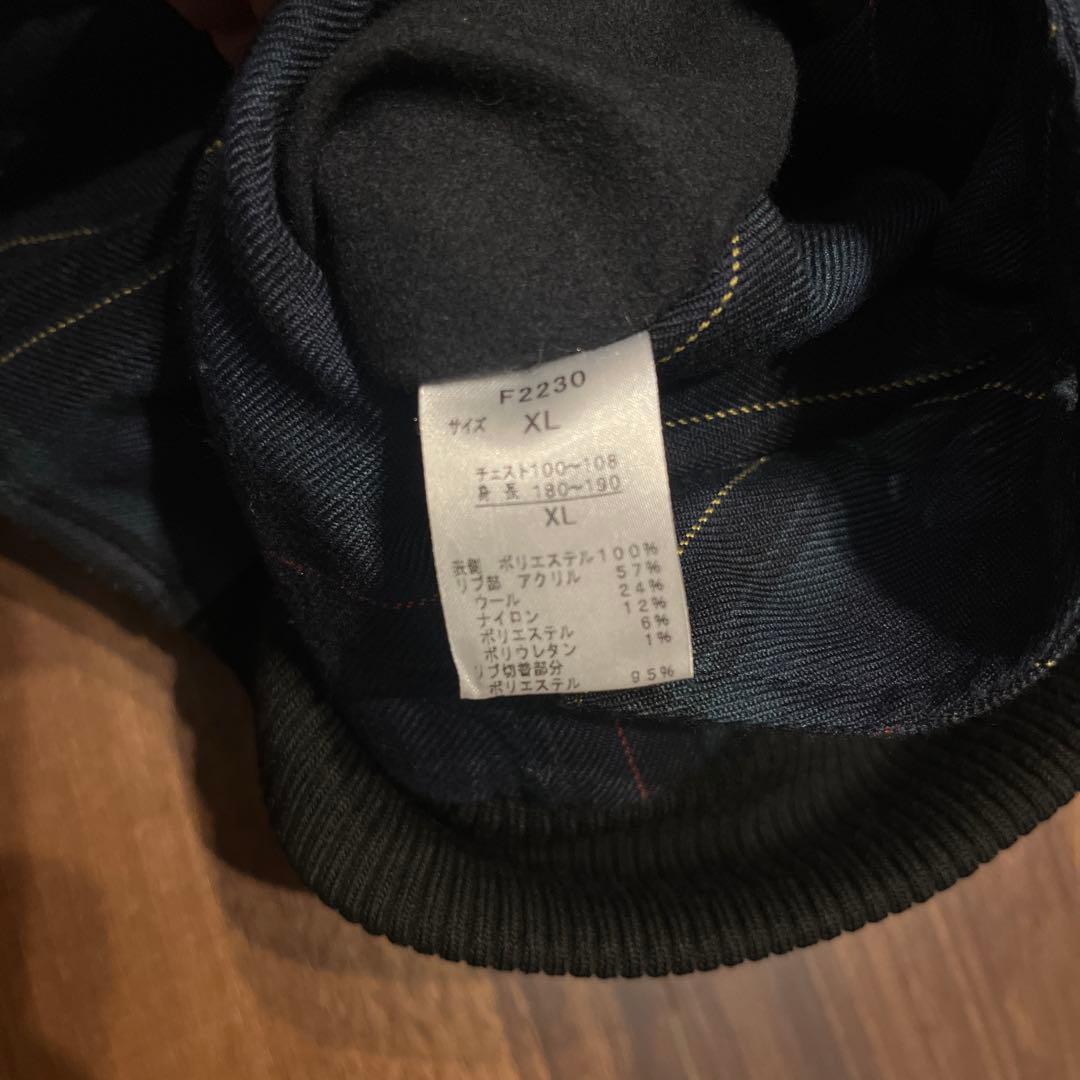 F2230
サイズ XL
チェスト100～108
身長 180～190
XL
表側 ポリエステル100%
リブ部 アクリル 57%
ウール 24%
ナイロン 12%
ポリエステル 6%
ポリウレタン 1%
リブ切替部分
ポリエステル 95%